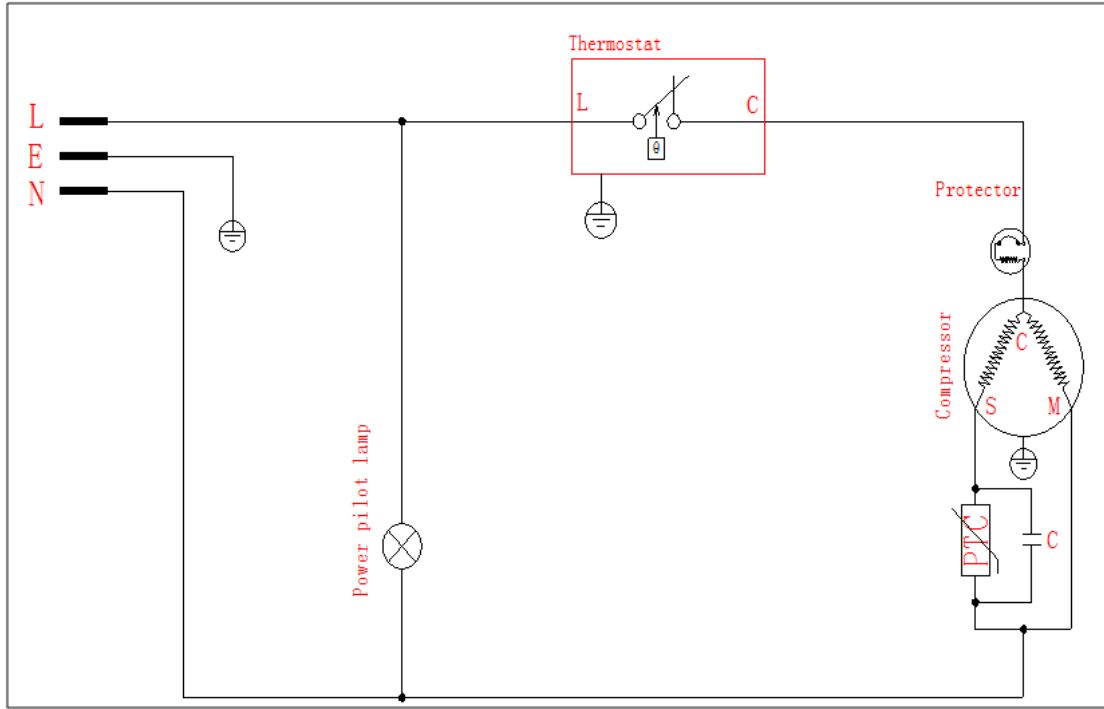 Thermostat
L
C
θ
L
E
N
Protector
Compressor
C
S
M
Power pilot lamp
PTC
C